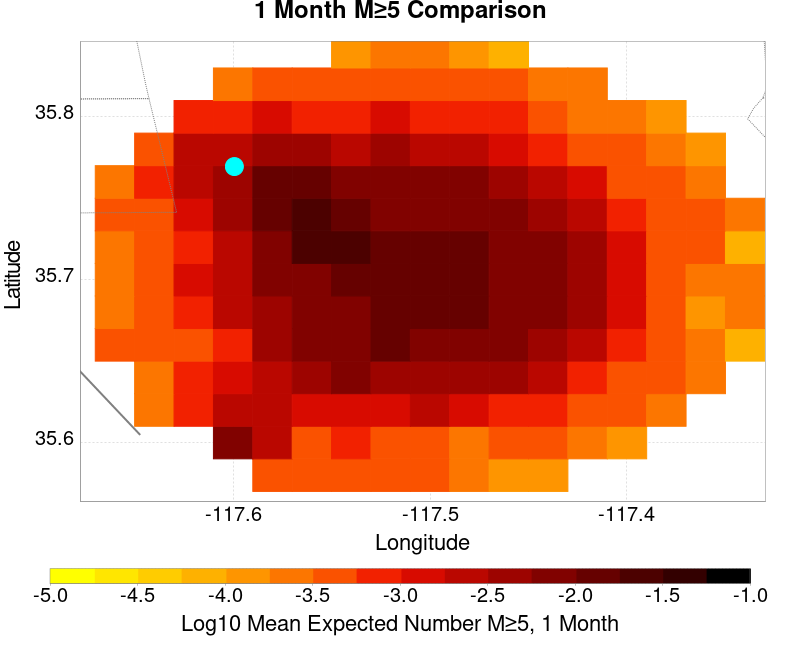 1 Month M≥5 Comparison
35.8
35.7
35.6
Latitude
-117.6 -117.5 -117.4
Longitude
-5.0 -4.5 -4.0 -3.5 -3.0 -2.5 -2.0 -1.5 -1.0
Log10 Mean Expected Number M≥5, 1 Month